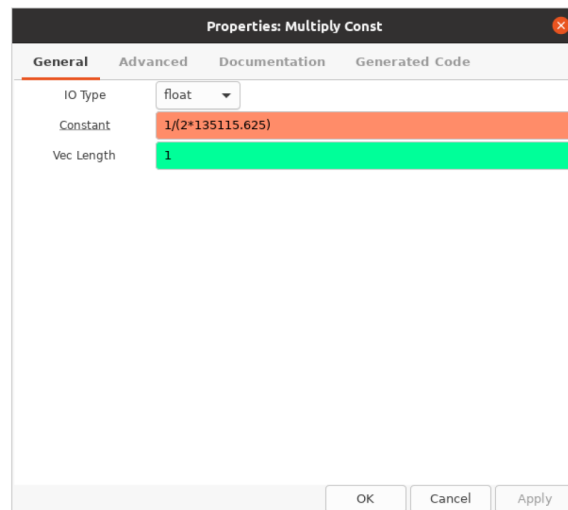 Properties: Multiply Const
General Advanced Documentation Generated Code
IO Type float
Constant 1/(2*135115.625)
Vec Length 1
OK Cancel Apply